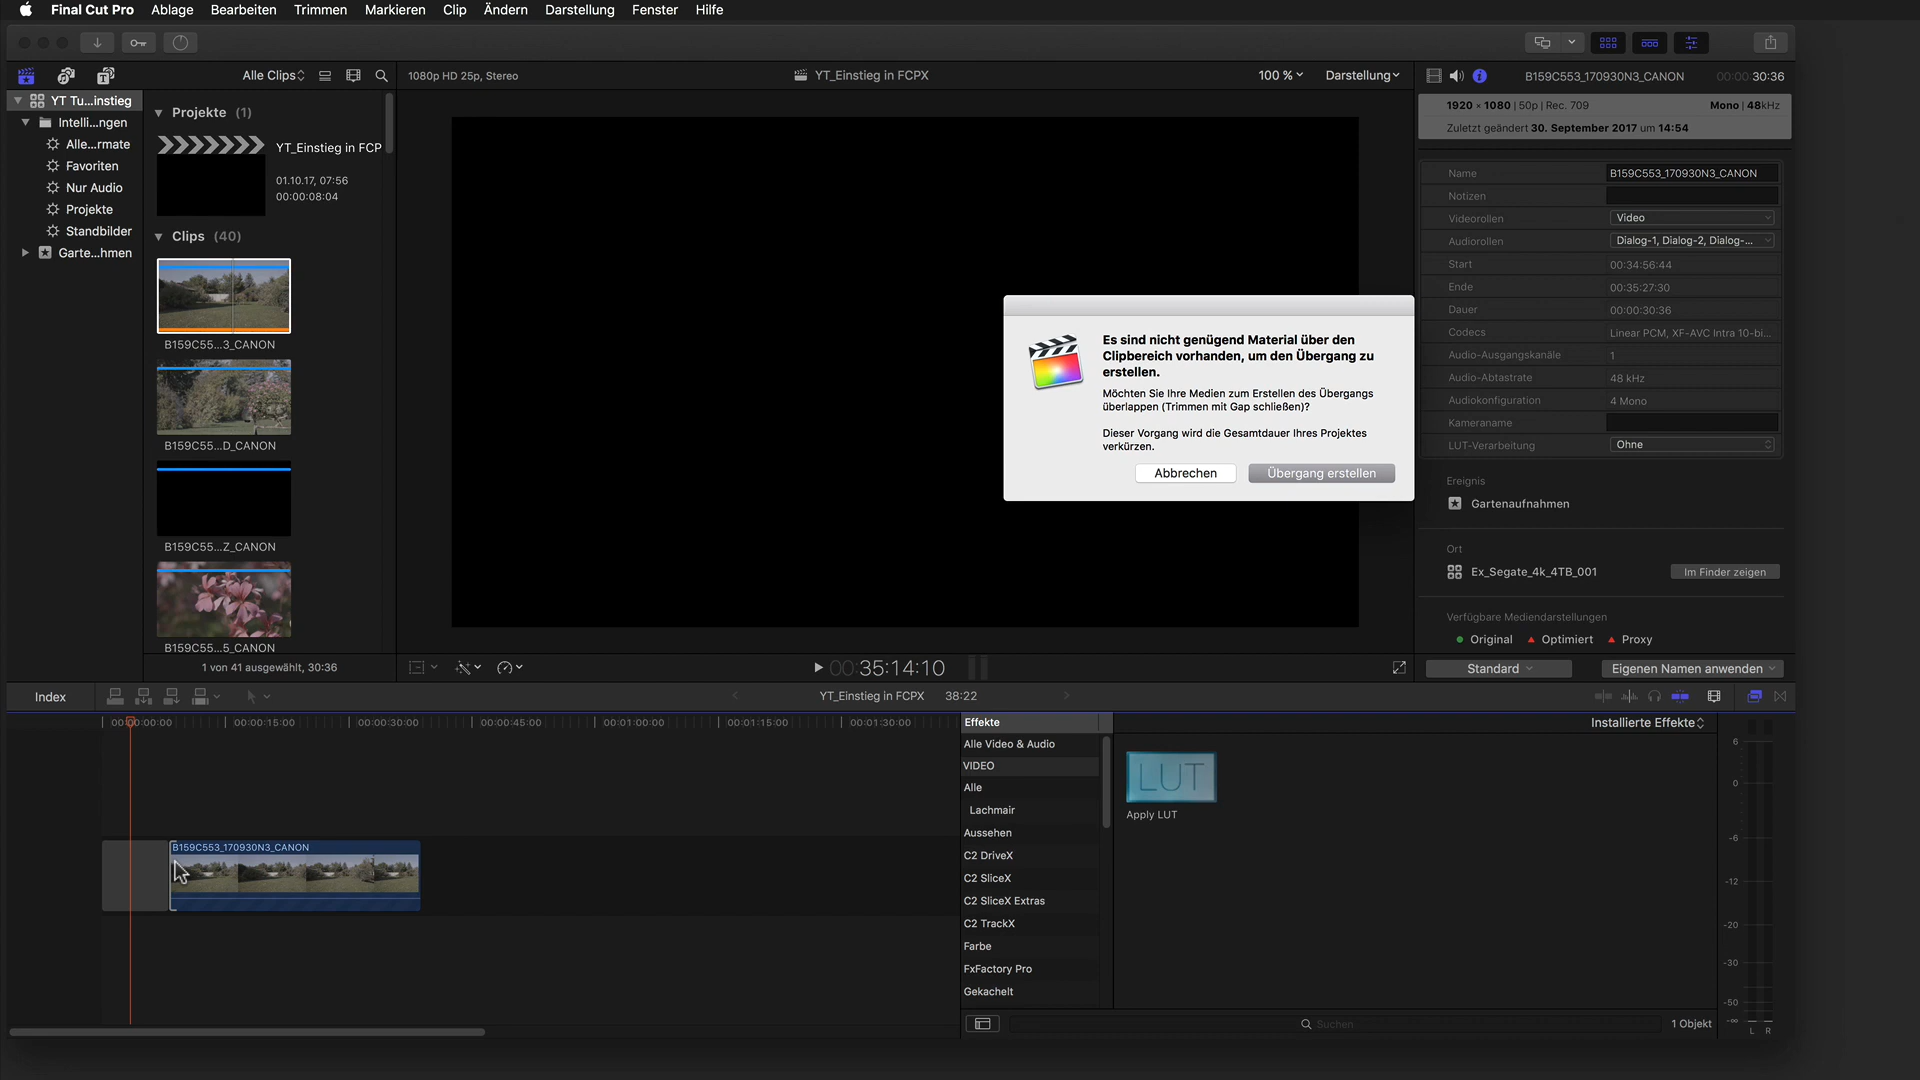 Final Cut Pro Ablage Bearbeiten Trimmen Markieren Clip Ändern Darstellung Fenster Hilfe
Alle Clips
1080p HD 25p, Stereo
YT_Einstieg in FCPX
100 %
Darstellung
B159C553_170930N3_CANON
00:00:30:36
YT Tu...instieg
Intelli...ngen
Alle...rmate
Favoriten
Nur Audio
Projekte
Standbilder
Garte...hmen
Projekte (1)
YT_Einstieg in FCP
01.10.17, 07:56
00:00:08:04
Clips (40)
B159C55...3_CANON
B159C55...D_CANON
B159C55...Z_CANON
B159C55...5_CANON
1 von 41 ausgewählt, 30:36
Es sind nicht genügend Material über den
Clipbereich vorhanden, um den Übergang zu
erstellen.
Möchten Sie Ihre Medien zum Erstellen des Übergangs
überlappen (Trimmen mit Gap schließen)?
Dieser Vorgang wird die Gesamtdauer Ihres Projektes
verkürzen.
Abbrechen
Übergang erstellen
00:35:14:10
1920 × 1080 | 50p | Rec. 709
Mono | 48kHz
Zuletzt geändert 30. September 2017 um 14:54
Name B159C553_170930N3_CANON
Notizen
Videorollen Video
Audiorollen Dialog-1, Dialog-2, Dialog-...
Start 00:34:56:44
Ende 00:35:27:30
Dauer 00:00:30:36
Codecs Linear PCM, XF-AVC Intra 10-bi...
Audio-Ausgangskanäle 1
Audio-Abtastrate 48 kHz
Audiokonfiguration 4 Mono
Kameraname
LUT-Verarbeitung Ohne
Ereignis
Gartenaufnahmen
Ort
Ex_Segate_4k_4TB_001
Im Finder zeigen
Verfügbare Mediendarstellungen
Original Optimiert Proxy
Standard
Eigenen Namen anwenden
Index
YT_Einstieg in FCPX 38:22
00:00:00:00 00:00:15:00 00:00:30:00 00:00:45:00 00:01:00:00 00:01:15:00 00:01:30:00
B159C553_170930N3_CANON
Effekte
Alle Video & Audio
VIDEO
Alle
Lachmair
Aussehen
C2 DriveX
C2 SliceX
C2 SliceX Extras
C2 TrackX
Farbe
FxFactory Pro
Gekachelt
Installierte Effekte
LUT
Apply LUT
Suchen
1 Objekt
6
0
-6
-12
-20
-30
-50
-∞
L R